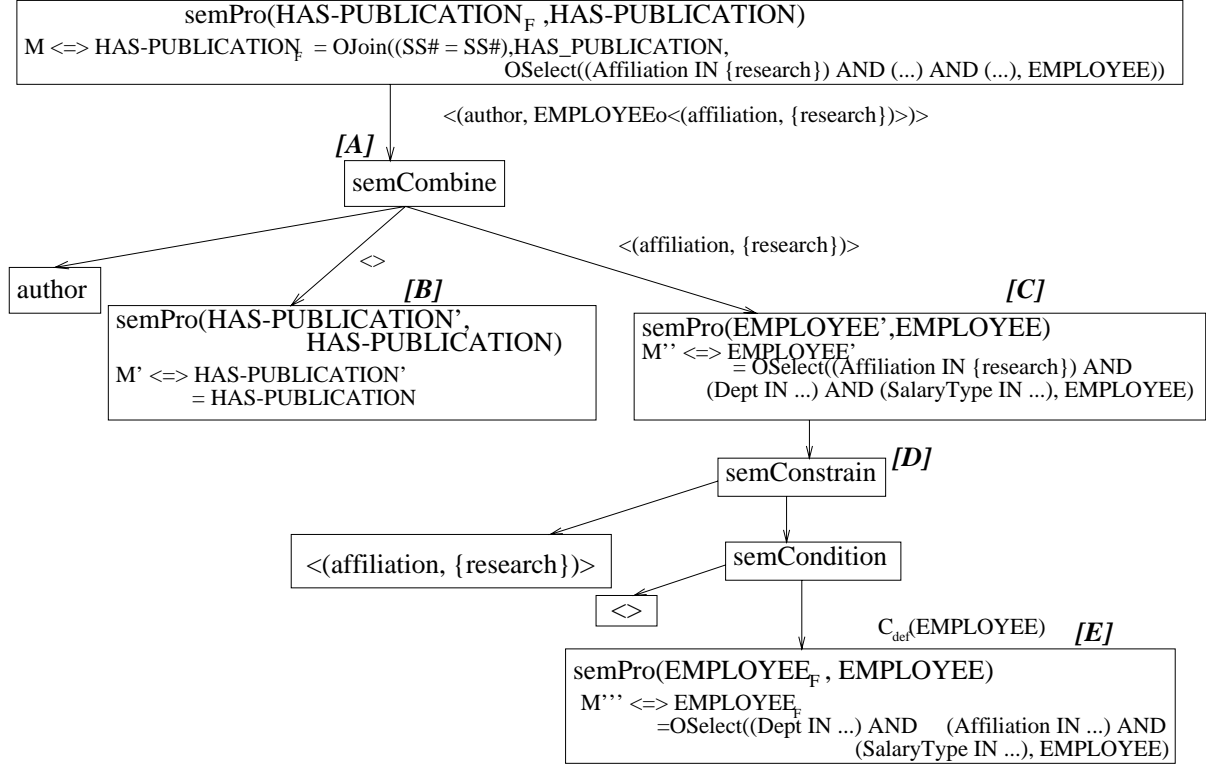 semPro(HAS-PUBLICATION_F ,HAS-PUBLICATION)
M <=> HAS-PUBLICATION_F = OJoin((SS# = SS#),HAS_PUBLICATION,
OSelect((Affiliation IN {research}) AND (...) AND (...), EMPLOYEE))
<(author, EMPLOYEEo<(affiliation, {research})>)>
[A]
semCombine
<(affiliation, {research})>
<>
author
[B]
[C]
semPro(HAS-PUBLICATION',
HAS-PUBLICATION)
M' <=> HAS-PUBLICATION'
= HAS-PUBLICATION
semPro(EMPLOYEE',EMPLOYEE)
M'' <=> EMPLOYEE'
= OSelect((Affiliation IN {research}) AND
(Dept IN ...) AND (SalaryType IN ...), EMPLOYEE)
[D]
semConstrain
<(affiliation, {research})>
semCondition
<>
C_def(EMPLOYEE)
[E]
semPro(EMPLOYEE_F , EMPLOYEE)
M''' <=> EMPLOYEE_F
=OSelect((Dept IN ...) AND (Affiliation IN ...) AND
(SalaryType IN ...), EMPLOYEE)